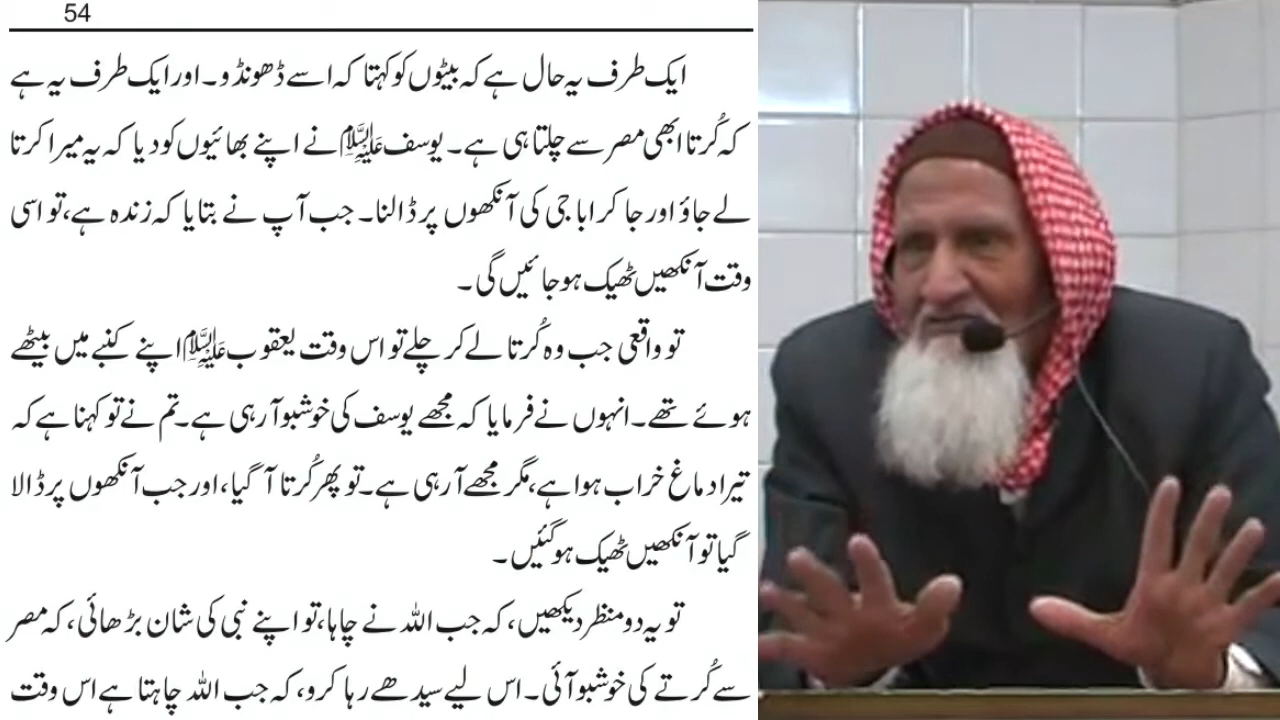 54
ایک طرف یہ حال ہے کہ بیٹوں کو کہتا کہ اسے ڈھونڈو۔ اور ایک طرف یہ ہے
کہ کُرتا ابھی مصر سے چلتا ہی ہے۔ یوسف علیہ السلام نے اپنے بھائیوں کو دیا کہ یہ میرا کرتا
لے جاؤ اور جا کر ابا جی کی آنکھوں پر ڈالنا۔ جب آپ نے بتایا کہ زندہ ہے، تو اسی
وقت آنکھیں ٹھیک ہو جائیں گی۔
تو واقعی جب وہ کُرتا لے کر چلے تو اس وقت یعقوب علیہ السلام اپنے کنبے میں بیٹھے
ہوئے تھے۔ انہوں نے فرمایا کہ مجھے یوسف کی خوشبو آ رہی ہے۔ تم نے تو کہنا ہے کہ
تیرا دماغ خراب ہوا ہے، مگر مجھے آ رہی ہے۔ تو پھر کُرتا آ گیا، اور جب آنکھوں پر ڈالا
گیا تو آنکھیں ٹھیک ہو گئیں۔
تو یہ دو منظر دیکھیں، کہ جب اللہ نے چاہا، تو اپنے نبی کی شان بڑھائی، کہ مصر
سے کُرتے کی خوشبو آئی۔ اس لیے سیدھے رہا کرو، کہ جب اللہ چاہتا ہے اس وقت